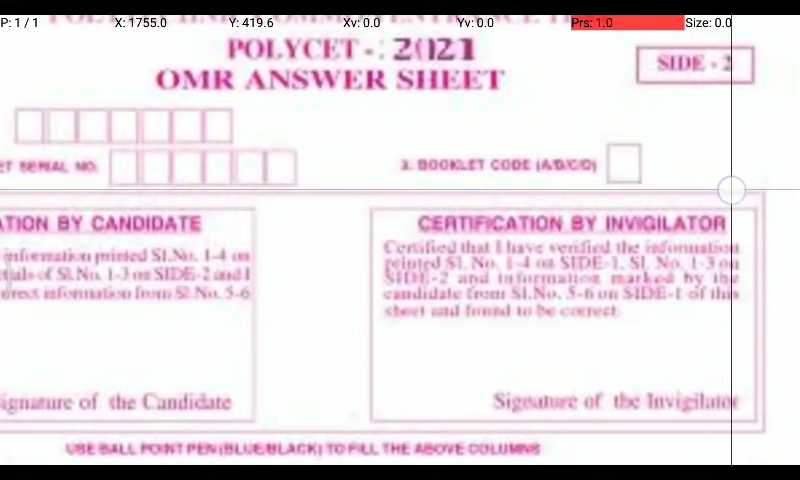 P: 1 / 1 X: 1755.0 Y: 419.6 Xv: 0.0 Yv: 0.0 Prs: 1.0 Size: 0.0
POLYCET - : 2021
OMR ANSWER SHEET
SIDE - 2
SERIAL NO.
3. BOOKLET CODE (A/B/C/D)
BY CANDIDATE
information printed Sl.No. 1-4 on
of Sl.No. 1-3 on SIDE-2 and I
information from Sl.No. 5-6
Signature of the Candidate
CERTIFICATION BY INVIGILATOR
Certified that I have verified the information
printed Sl. No. 1-4 on SIDE-1, Sl. No. 1-3 on
SIDE-2 and information marked by the
candidate from Sl.No. 5-6 on SIDE-1 of this
sheet and found to be correct.
Signature of the Invigilator
USE BALL POINT PEN (BLUE/BLACK) TO FILL THE ABOVE COLUMNS